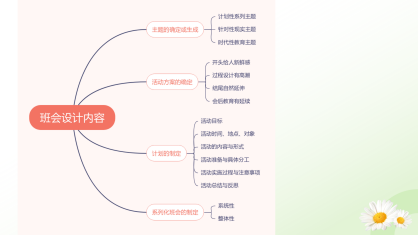 班会设计内容
主题的确定或生成
计划性系列主题
针对性现实主题
时代性教育主题
活动方案的确定
开头给人新鲜感
过程设计有高潮
结尾自然延伸
会后教育有延续
计划的制定
活动目标
活动时间、地点、对象
活动的内容与形式
活动准备与具体分工
活动实施过程与注意事项
活动总结与反思
系列化班会的制定
系统性
整体性